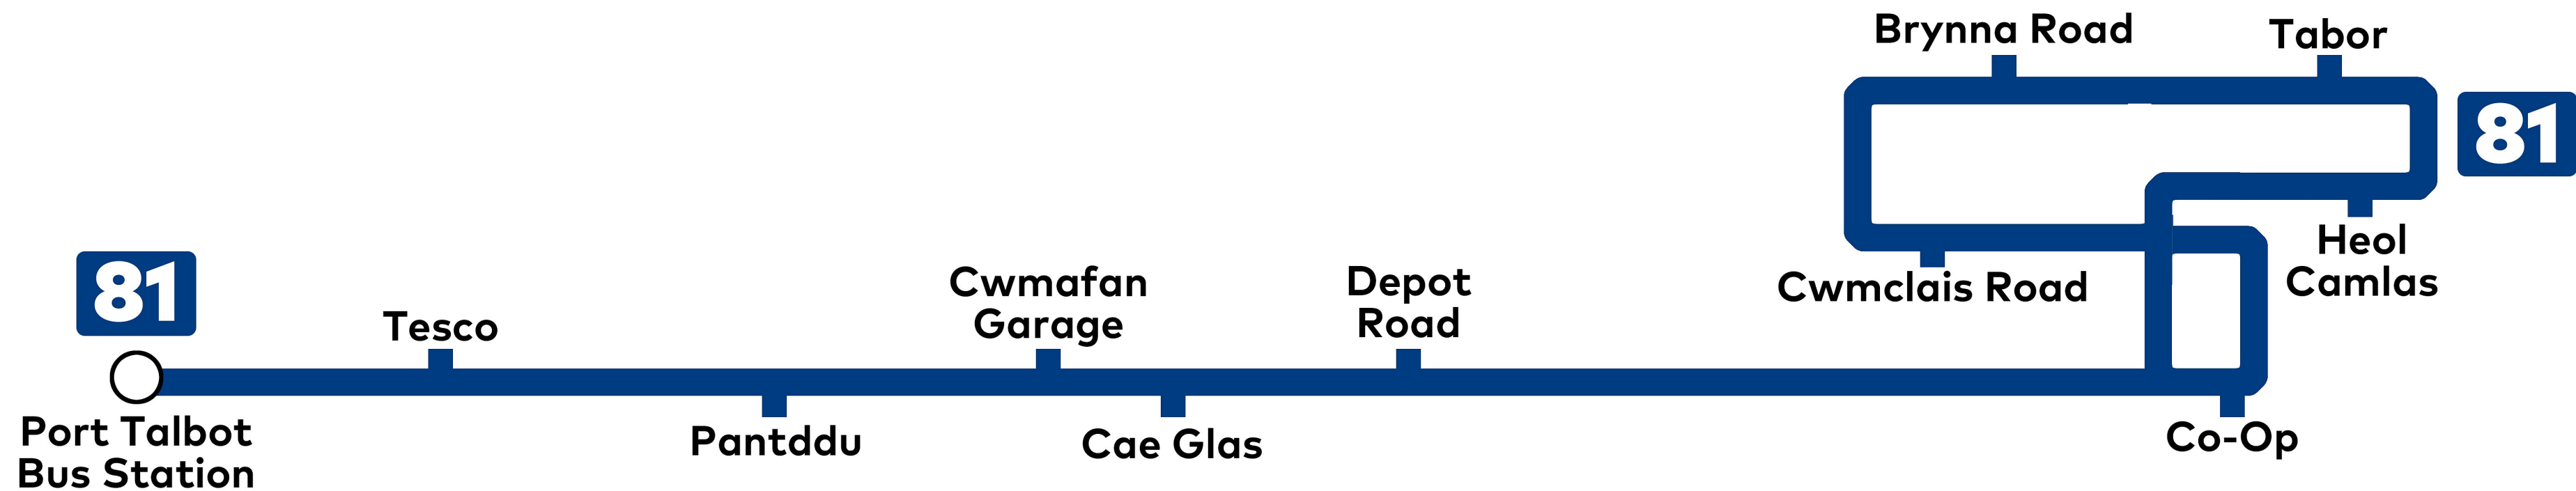 Brynna Road
Tabor
81
81
Tesco
Cwmafan
Garage
Depot
Road
Cwmclais Road
Heol
Camlas
Port Talbot
Bus Station
Pantddu
Cae Glas
Co-Op